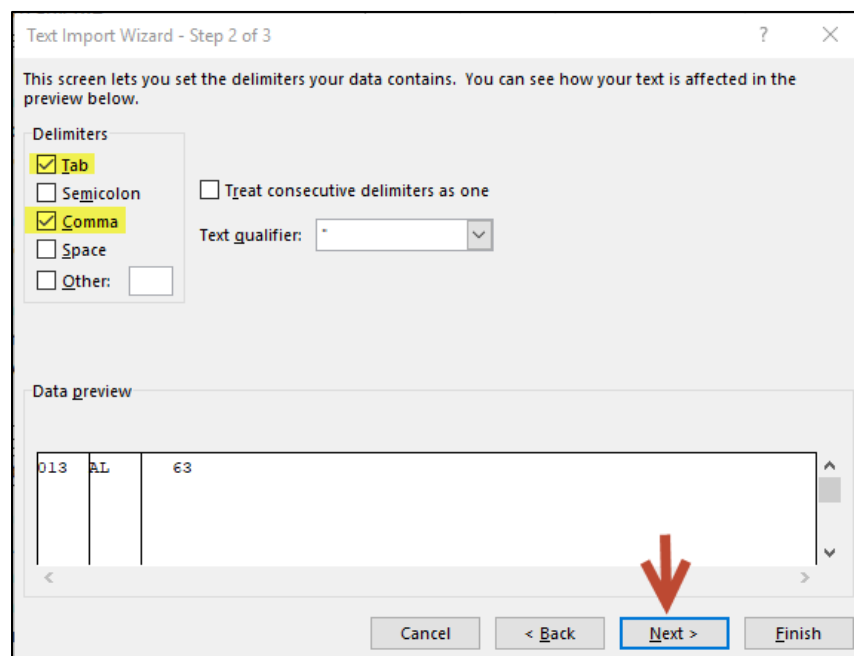 Text Import Wizard - Step 2 of 3 ?
This screen lets you set the delimiters your data contains. You can see how your text is affected in the
preview below.
Delimiters
Tab
Semicolon
Comma
Space
Other:
Treat consecutive delimiters as one
Text qualifier: "
Data preview
013 AL 63
Cancel < Back Next > Finish